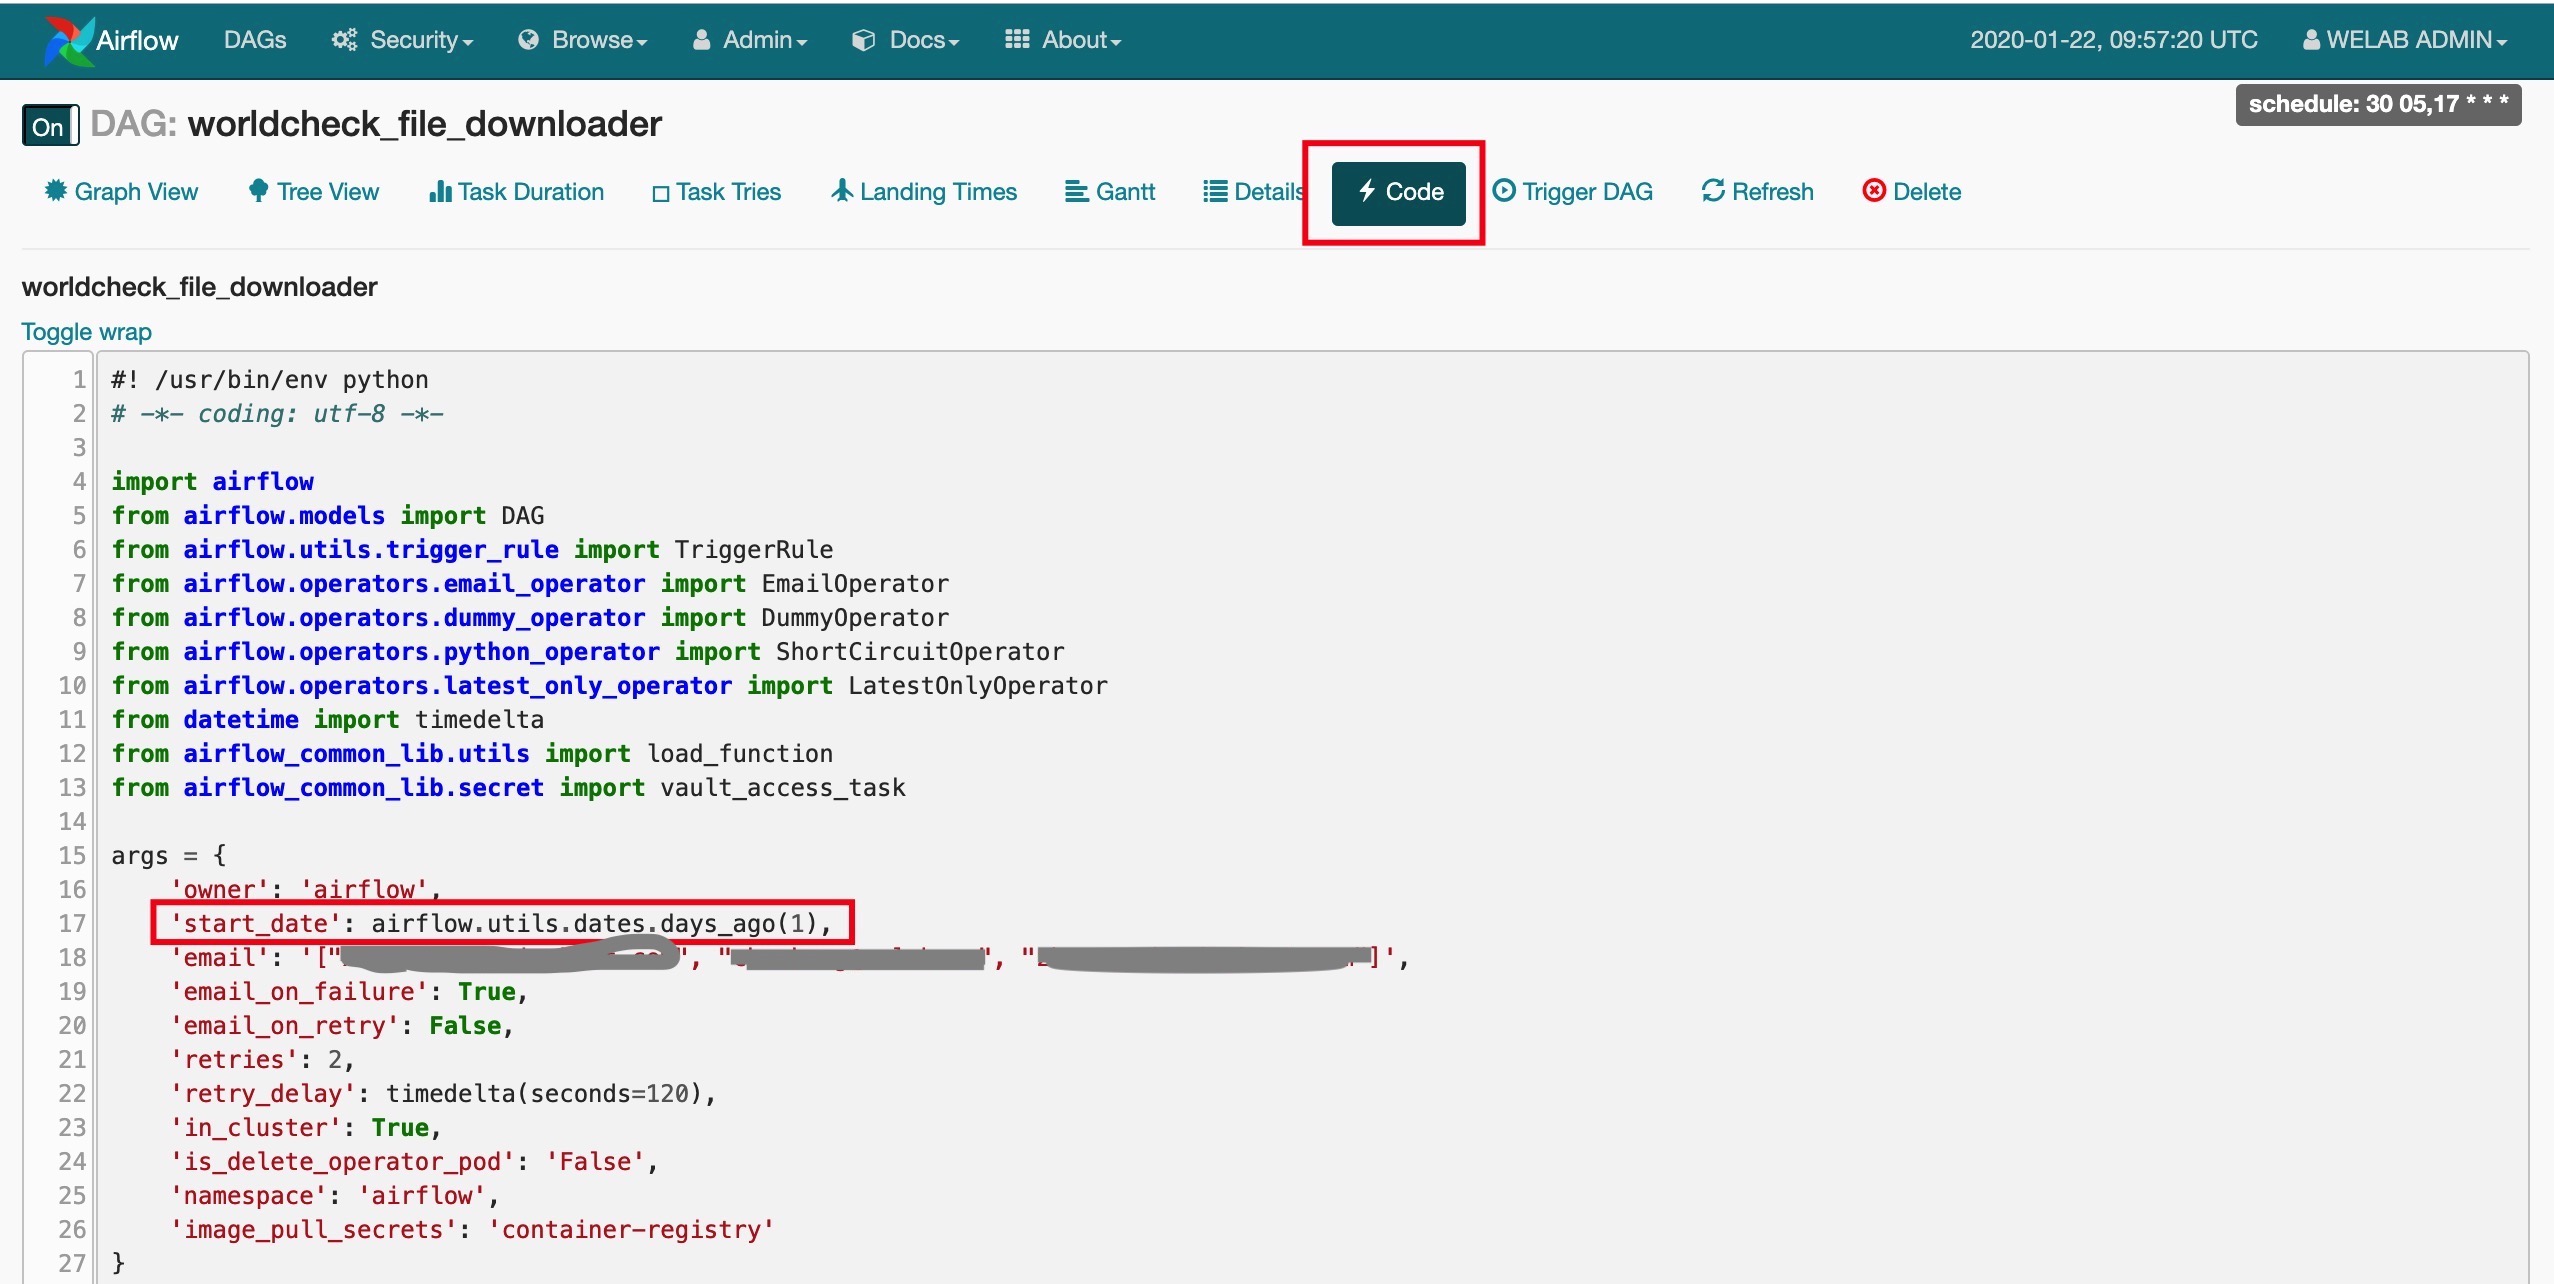 Airflow DAGs Security Browse Admin Docs About 2020-01-22, 09:57:20 UTC WELAB ADMIN
schedule: 30 05,17 * * *
On DAG: worldcheck_file_downloader
Graph View Tree View Task Duration Task Tries Landing Times Gantt Details Code Trigger DAG Refresh Delete
worldcheck_file_downloader
Toggle wrap
1 #! /usr/bin/env python
2 # -*- coding: utf-8 -*-
3
4 import airflow
5 from airflow.models import DAG
6 from airflow.utils.trigger_rule import TriggerRule
7 from airflow.operators.email_operator import EmailOperator
8 from airflow.operators.dummy_operator import DummyOperator
9 from airflow.operators.python_operator import ShortCircuitOperator
10 from airflow.operators.latest_only_operator import LatestOnlyOperator
11 from datetime import timedelta
12 from airflow_common_lib.utils import load_function
13 from airflow_common_lib.secret import vault_access_task
14
15 args = {
16 'owner': 'airflow',
17 'start_date': airflow.utils.dates.days_ago(1),
18 'email': '["", "", ""]',
19 'email_on_failure': True,
20 'email_on_retry': False,
21 'retries': 2,
22 'retry_delay': timedelta(seconds=120),
23 'in_cluster': True,
24 'is_delete_operator_pod': 'False',
25 'namespace': 'airflow',
26 'image_pull_secrets': 'container-registry'
27 }